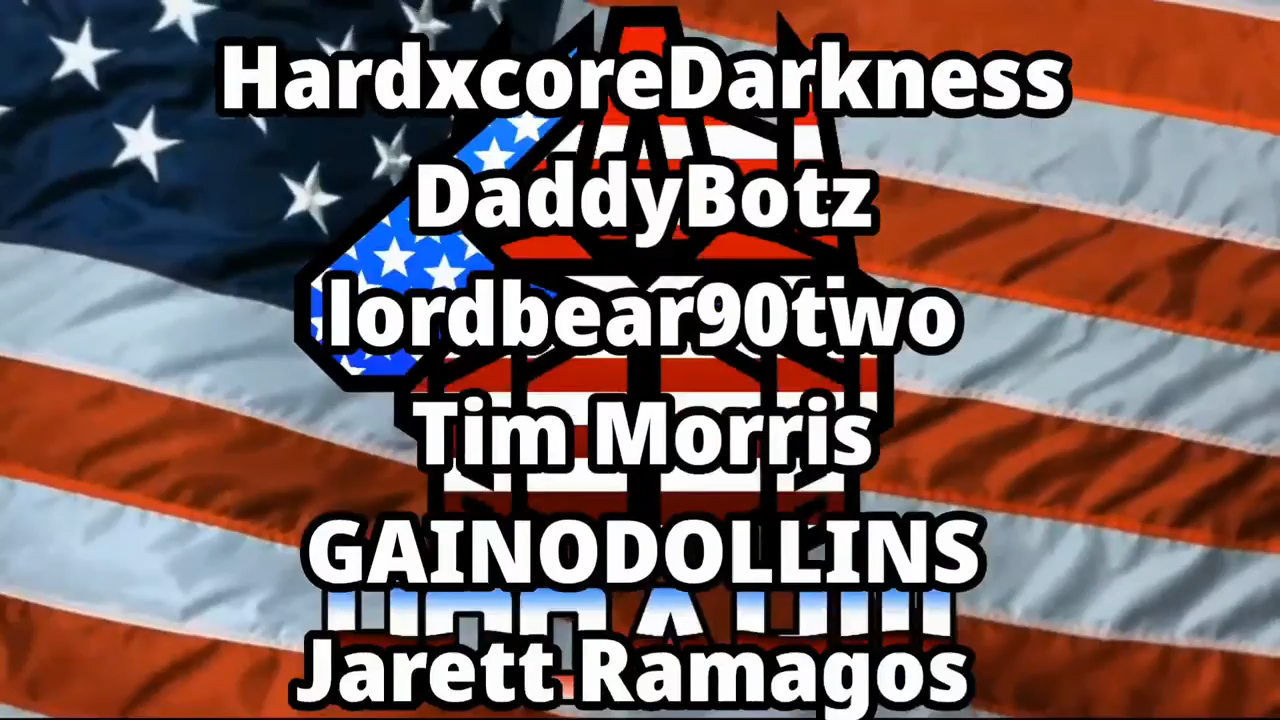 HardxcoreDarkness
DaddyBotz
lordbear90two
Tim Morris
GAINODOLLINS
Jarett Ramagos